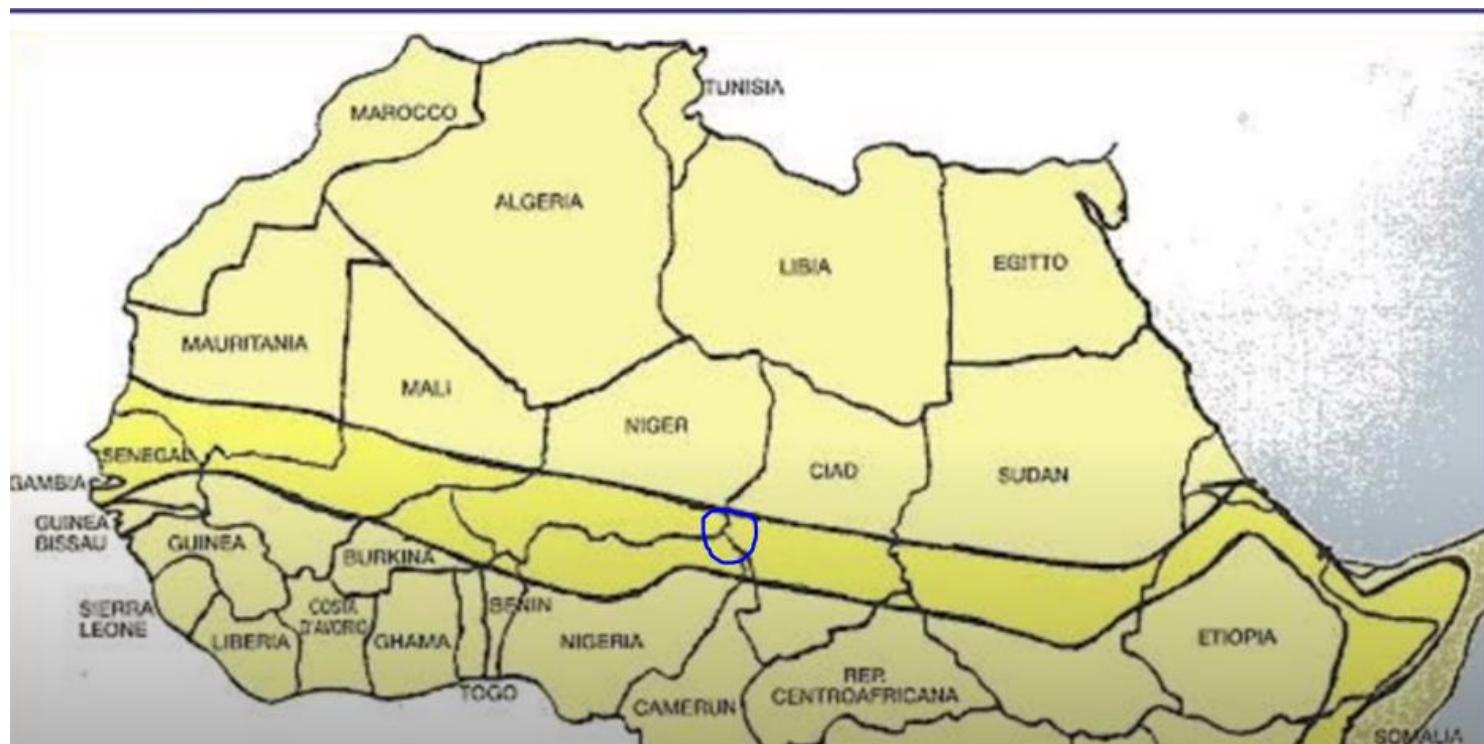 TUNISIA
MAROCCO
ALGERIA
LIBIA
EGITTO
MAURITANIA
MALI
NIGER
CIAD
SUDAN
SENEGAL
GAMBIA
GUINEA
BISSAU
GUINEA
BURKINA
SIERRA
LEONE
LIBERIA
COSTA
D'AVORIO
GHAMA
TOGO
BENIN
NIGERIA
CAMERUN
REP.
CENTROAFRICANA
ETIOPIA
SOMALIA